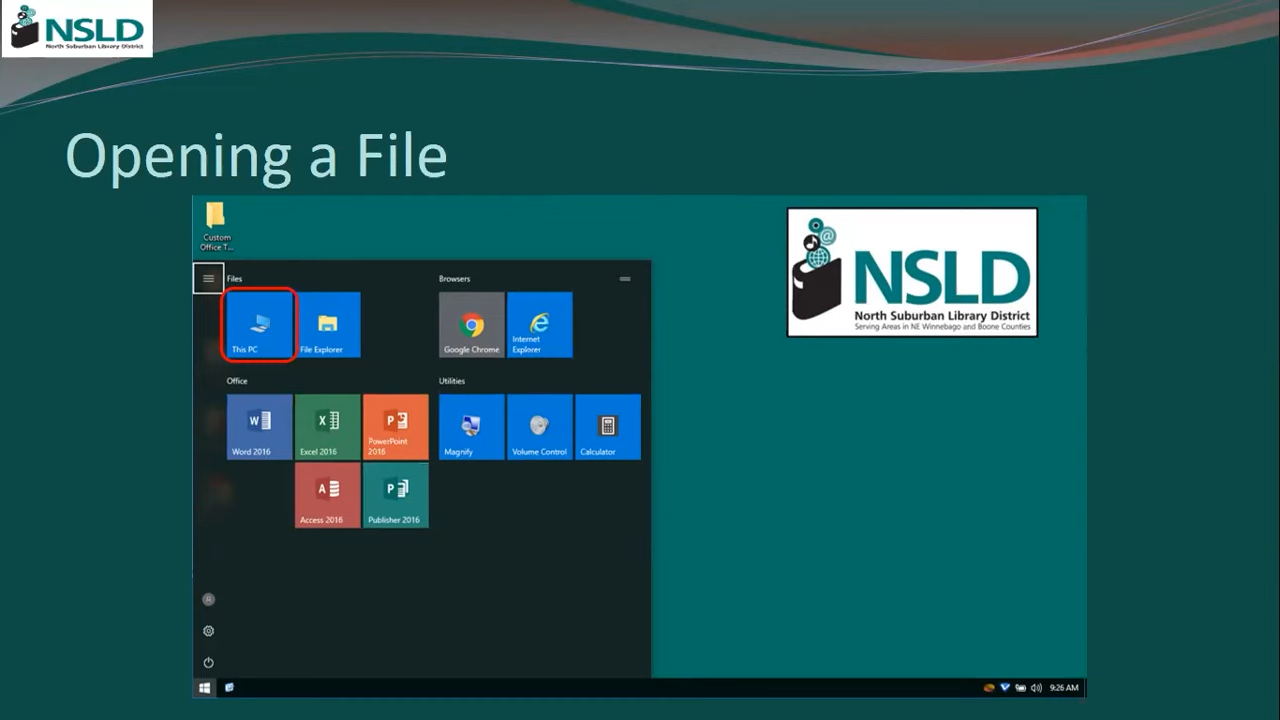 NSLD
North Suburban Library District
Opening a File
Custom
Office T...
NSLD
North Suburban Library District
Serving Areas in NE Winnebago and Boone Counties
Files
Browsers
This PC
File Explorer
Google Chrome
Internet
Explorer
Office
Utilities
Word 2016
Excel 2016
PowerPoint
2016
Magnify
Volume Control
Calculator
Access 2016
Publisher 2016
9:26 AM